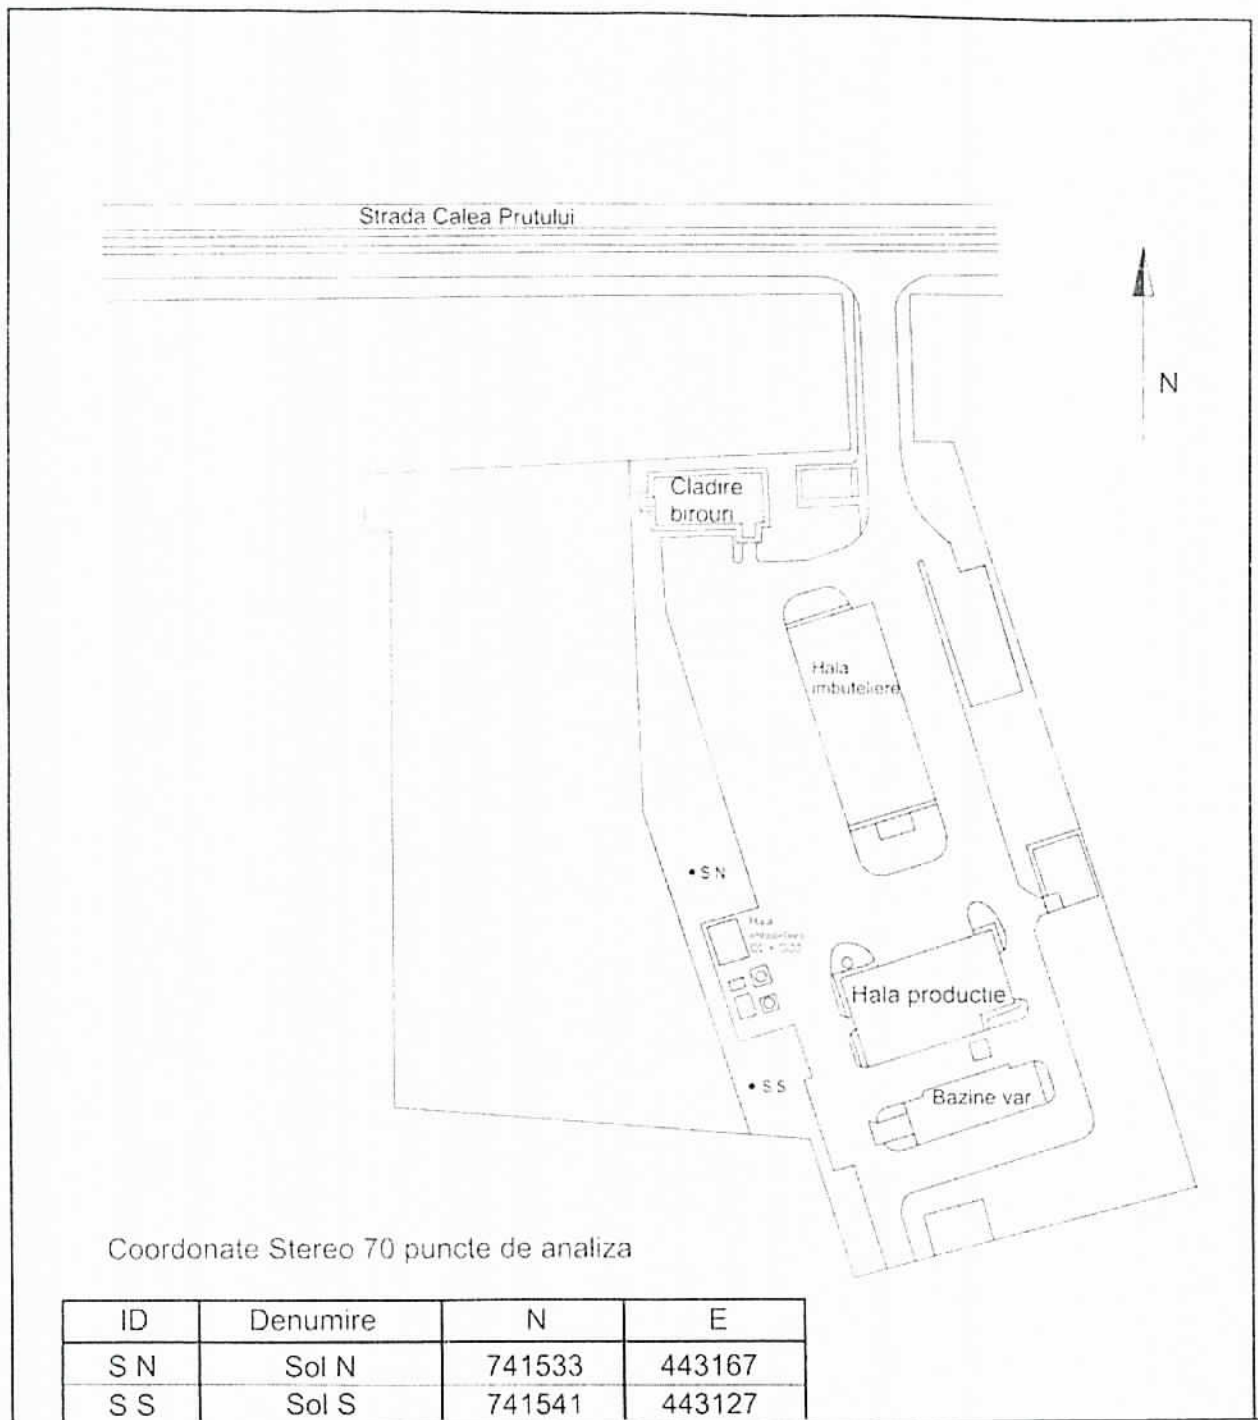 Strada Calea Prutului
N
Cladire
birouri
Hala
imbuteliere
• S N
Hala productie
• S S
Bazine var
Coordonate Stereo 70 puncte de analiza
ID Denumire N E
S N Sol N 741533 443167
S S Sol S 741541 443127